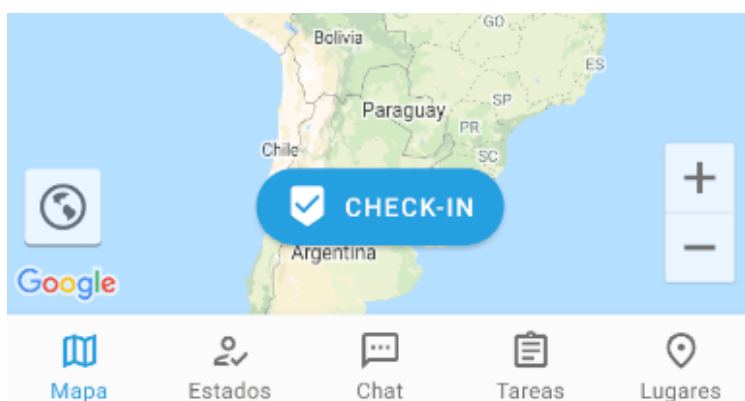 GO
Bolivia
ES
SP
Paraguay
PR
Chile
SC
CHECK-IN
Argentina
Google
Mapa
Estados
Chat
Tareas
Lugares